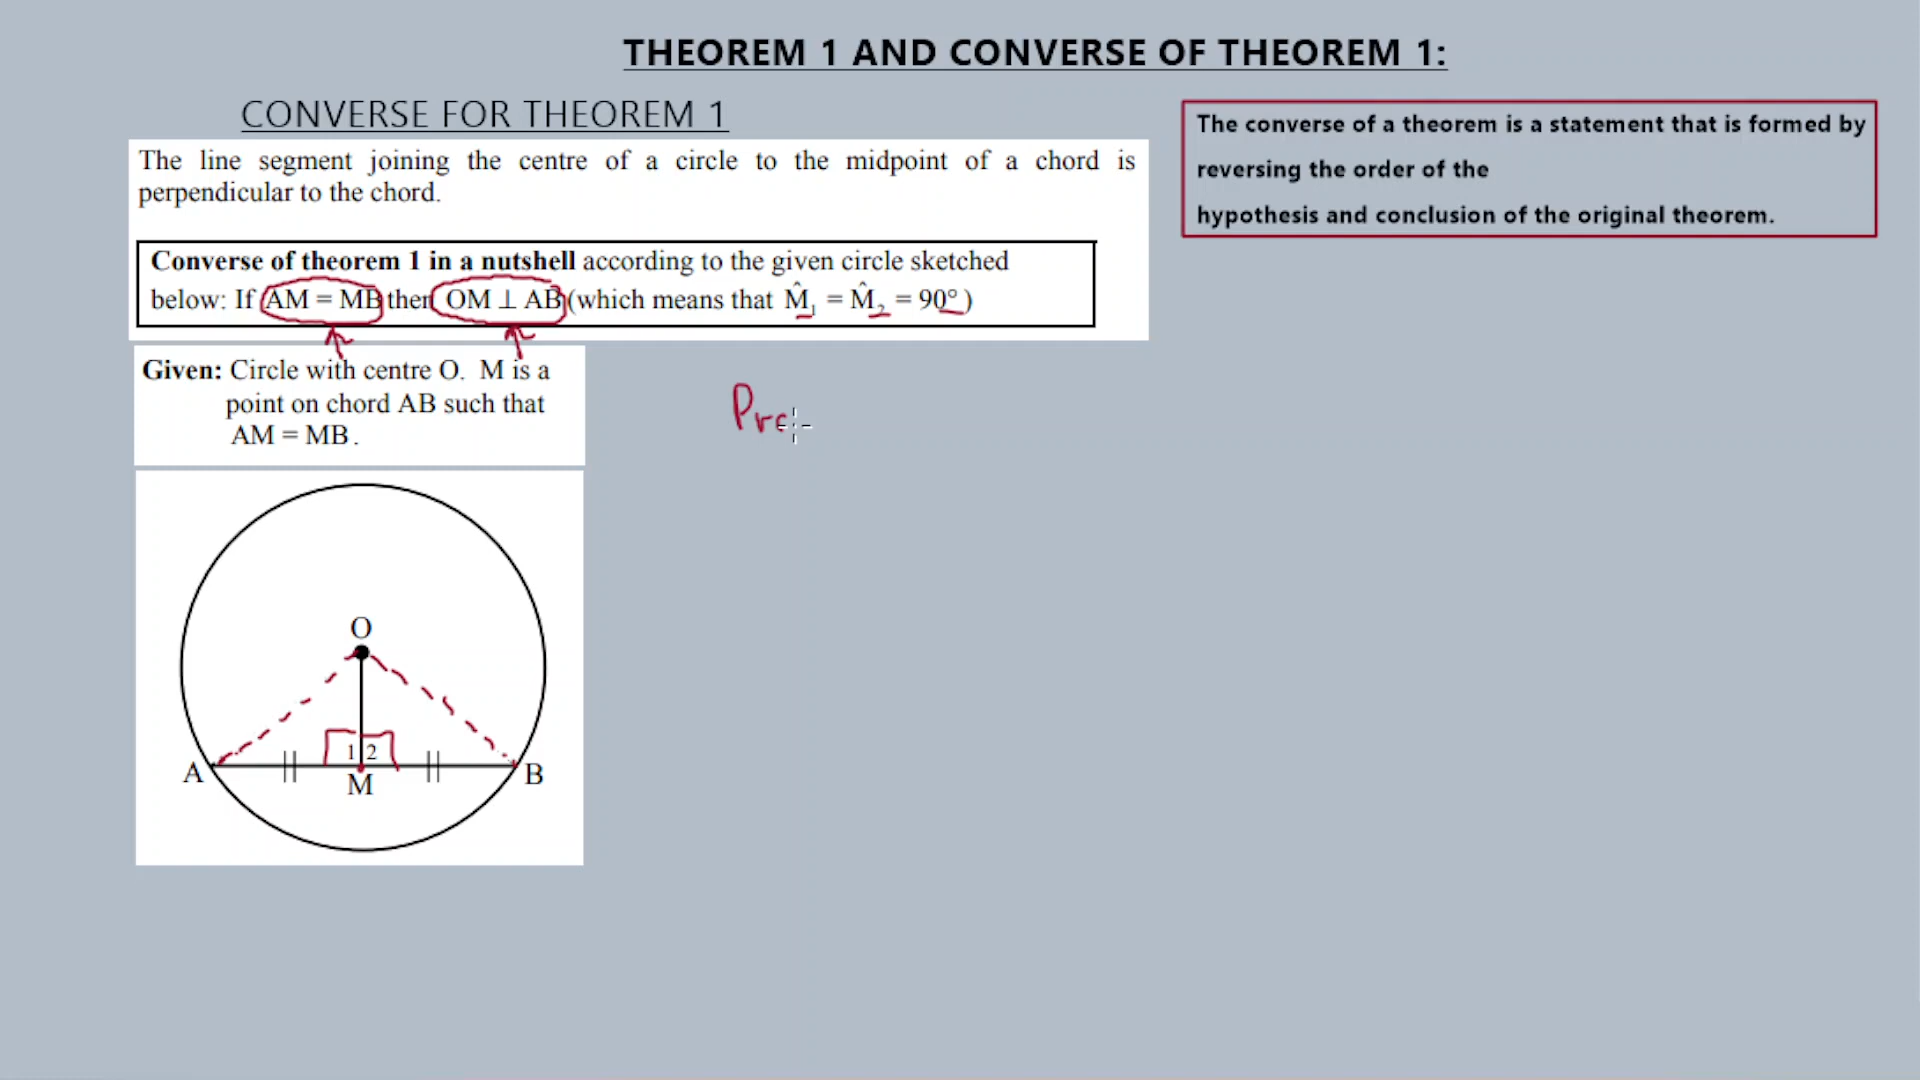 THEOREM 1 AND CONVERSE OF THEOREM 1:
CONVERSE FOR THEOREM 1
The line segment joining the centre of a circle to the midpoint of a chord is
perpendicular to the chord.
Converse of theorem 1 in a nutshell according to the given circle sketched
below: If AM = MB then OM ⊥ AB (which means that M̂₁ = M̂₂ = 90°)
The converse of a theorem is a statement that is formed by
reversing the order of the
hypothesis and conclusion of the original theorem.
Given: Circle with centre O. M is a
point on chord AB such that
AM = MB.
Pro
O
1 2
A M B